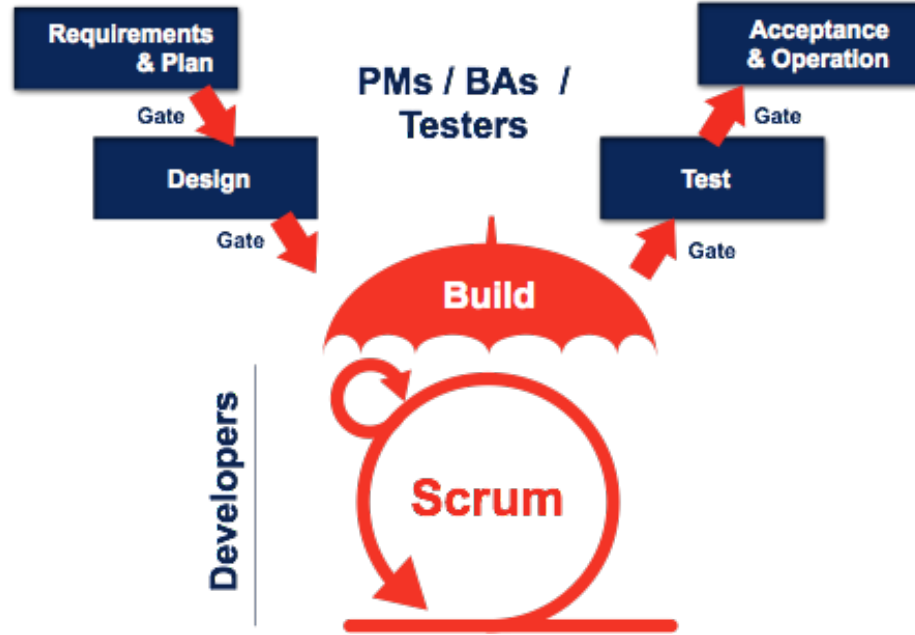 Requirements
& Plan
Acceptance
& Operation
PMs / BAs /
Testers
Gate
Gate
Design
Test
Gate
Gate
Build
Developers
Scrum